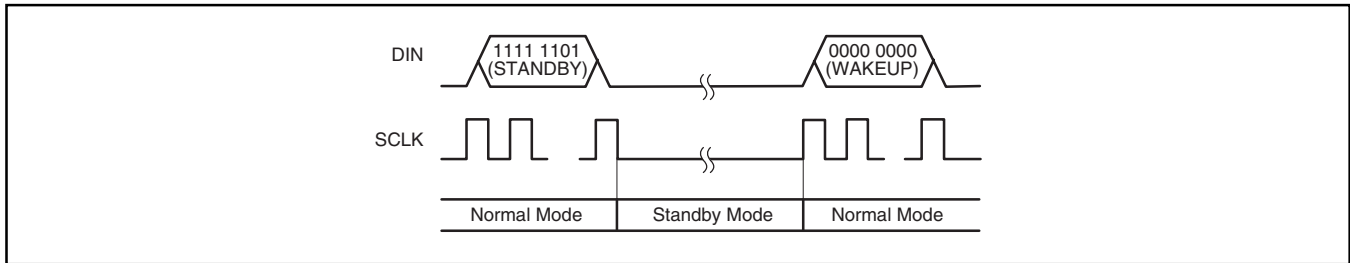 DIN
1111 1101
(STANDBY)
0000 0000
(WAKEUP)
SCLK
Normal Mode
Standby Mode
Normal Mode